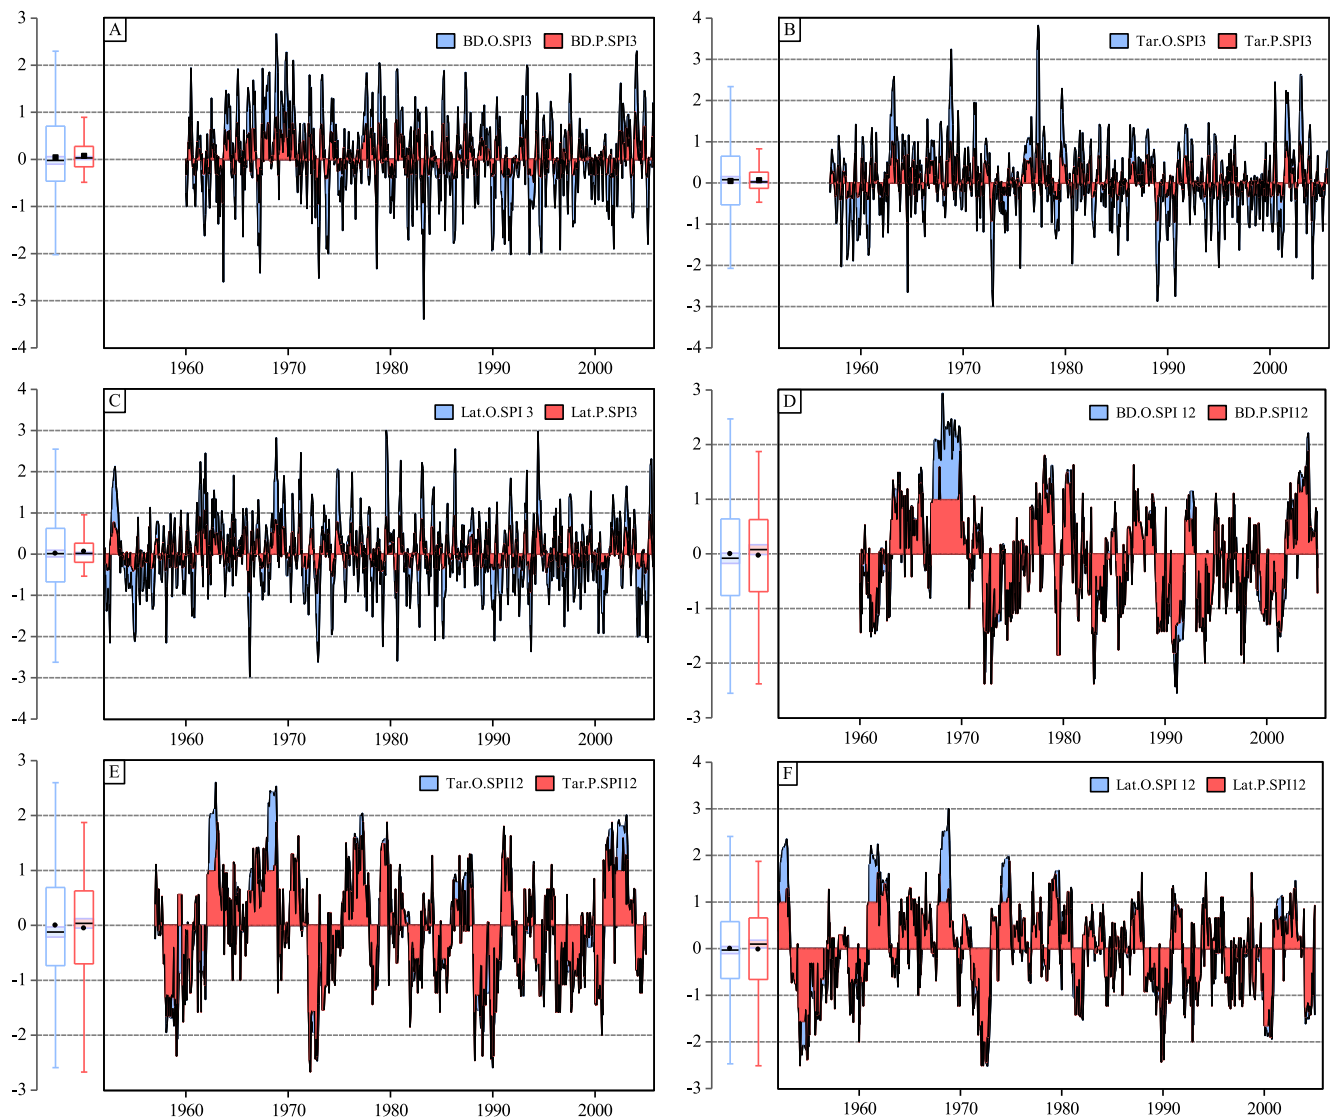 A
BD.O.SPI3 BD.P.SPI3
3
2
1
0
-1
-2
-3
-4
1960 1970 1980 1990 2000
B
Tar.O.SPI3 Tar.P.SPI3
4
3
2
1
0
-1
-2
-3
-4
1960 1970 1980 1990 2000
C
Lat.O.SPI 3 Lat.P.SPI3
4
3
2
1
0
-1
-2
-3
-4
1960 1970 1980 1990 2000
D
BD.O.SPI 12 BD.P.SPI12
3
2
1
0
-1
-2
-3
1960 1970 1980 1990 2000
E
Tar.O.SPI12 Tar.P.SPI12
3
2
1
0
-1
-2
-3
1960 1970 1980 1990 2000
F
Lat.O.SPI 12 Lat.P.SPI12
4
3
2
1
0
-1
-2
-3
1960 1970 1980 1990 2000